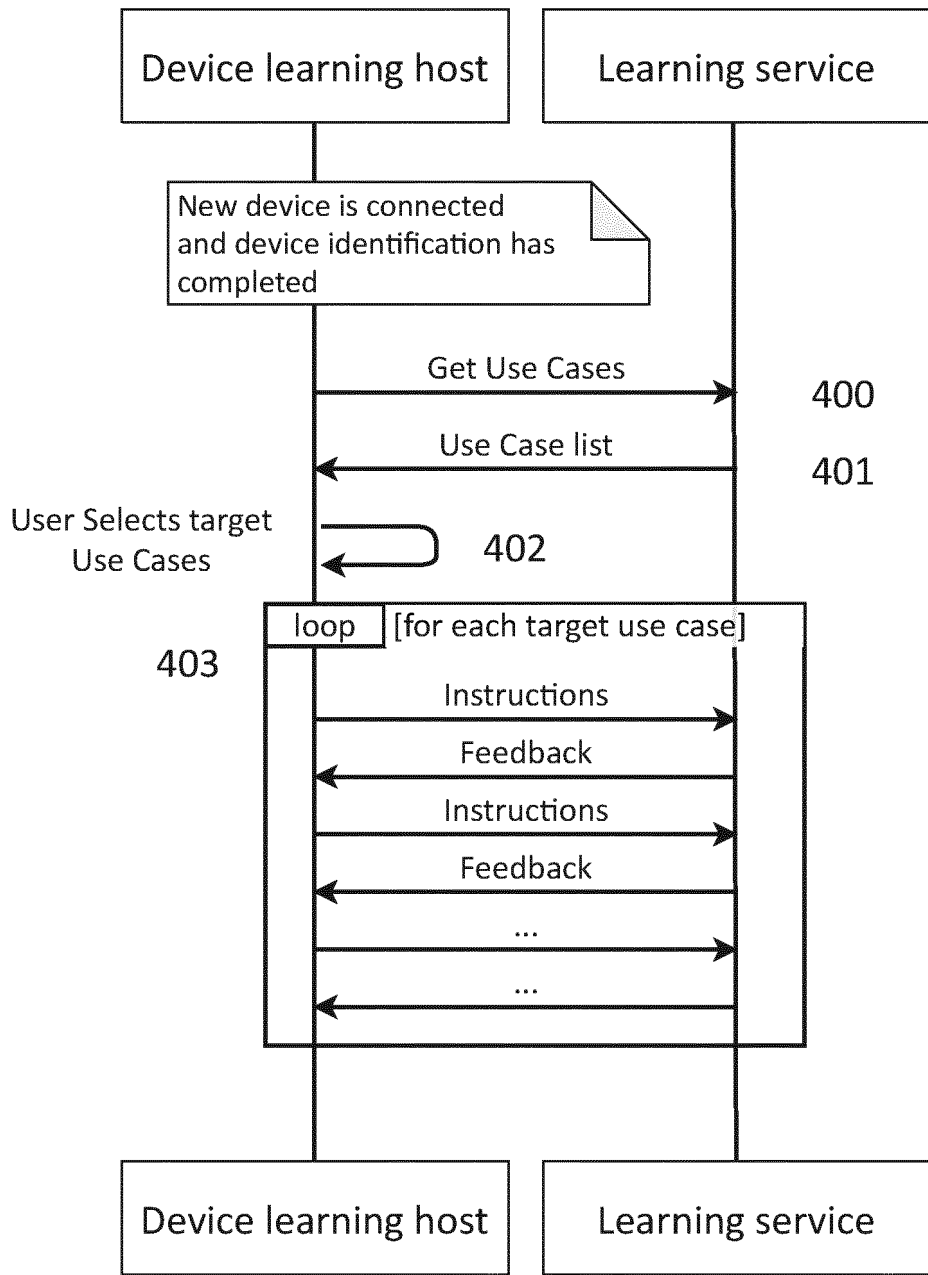 Device learning host
Learning service
New device is connected
and device identification has
completed
Get Use Cases
400
Use Case list
401
User Selects target
Use Cases
402
loop
[for each target use case]
403
Instructions
Feedback
Instructions
Feedback
...
...
Device learning host
Learning service